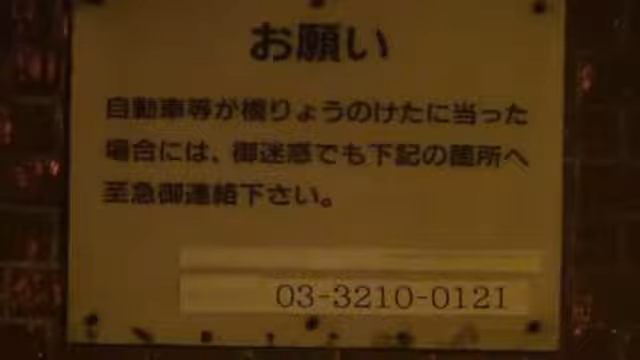 お願い
自動車等が橋りょうのけたに当った
場合には、御迷惑でも下記の箇所へ
至急御連絡下さい。
03-3210-0121